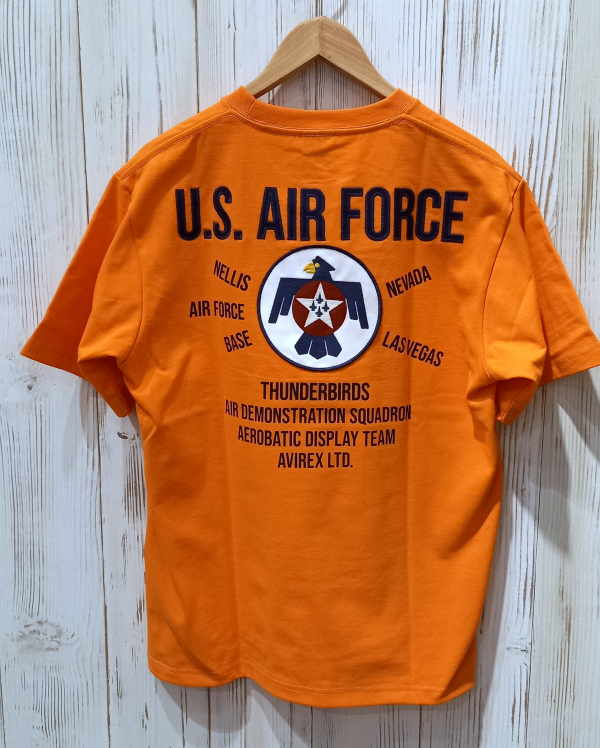 U.S. AIR FORCE
NELLIS
AIR FORCE
BASE
NEVADA
LASVEGAS
THUNDERBIRDS
AIR DEMONSTRATION SQUADRON
AEROBATIC DISPLAY TEAM
AVIREX LTD.